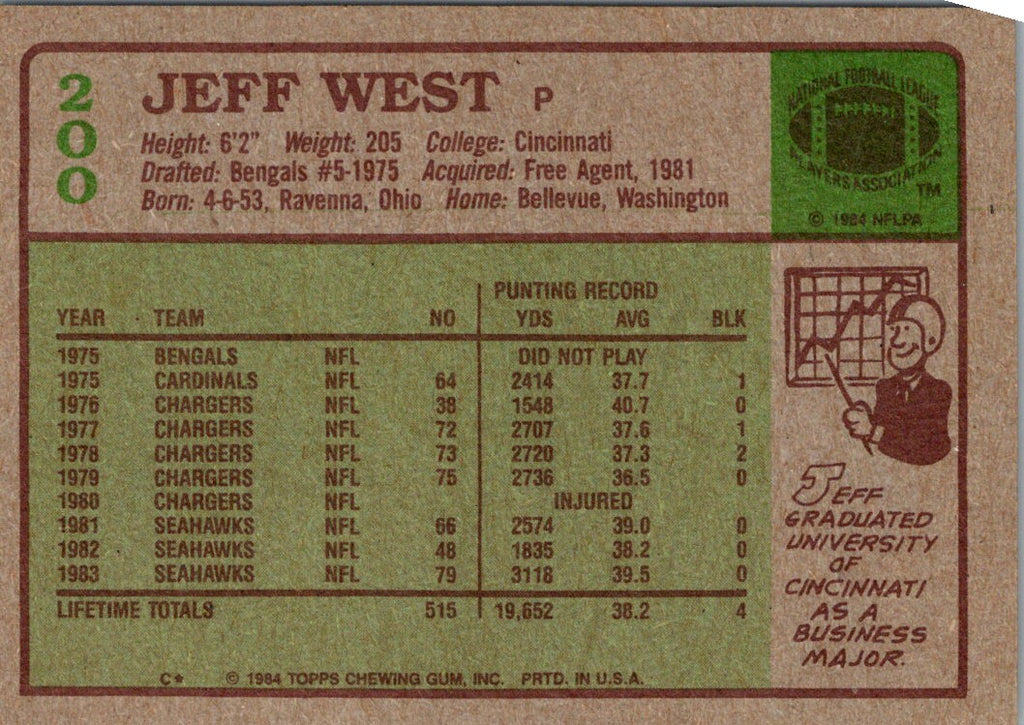 200
JEFF WEST P
Height: 6'2" Weight: 205 College: Cincinnati
Drafted: Bengals #5-1975 Acquired: Free Agent, 1981
Born: 4-6-53, Ravenna, Ohio Home: Bellevue, Washington
NATIONAL FOOTBALL LEAGUE
PLAYERS ASSOCIATION
TM
© 1984 NFLPA
PUNTING RECORD
YEAR TEAM NO YDS AVG BLK
1975 BENGALS NFL DID NOT PLAY
1975 CARDINALS NFL 64 2414 37.7 1
1976 CHARGERS NFL 38 1548 40.7 0
1977 CHARGERS NFL 72 2707 37.6 1
1978 CHARGERS NFL 73 2720 37.3 2
1979 CHARGERS NFL 75 2736 36.5 0
1980 CHARGERS NFL INJURED
1981 SEAHAWKS NFL 66 2574 39.0 0
1982 SEAHAWKS NFL 48 1835 38.2 0
1983 SEAHAWKS NFL 79 3118 39.5 0
LIFETIME TOTALS 515 19,652 38.2 4
JEFF
GRADUATED
UNIVERSITY
OF
CINCINNATI
AS A
BUSINESS
MAJOR.
C* © 1984 TOPPS CHEWING GUM, INC. PRTD. IN U.S.A.